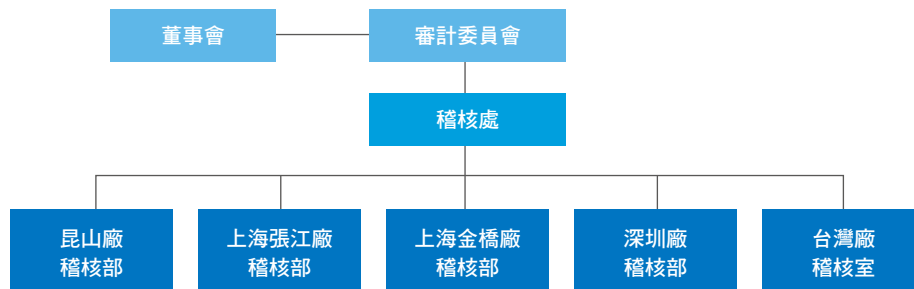 董事會
審計委員會
稽核處
昆山廠
稽核部
上海張江廠
稽核部
上海金橋廠
稽核部
深圳廠
稽核部
台灣廠
稽核室